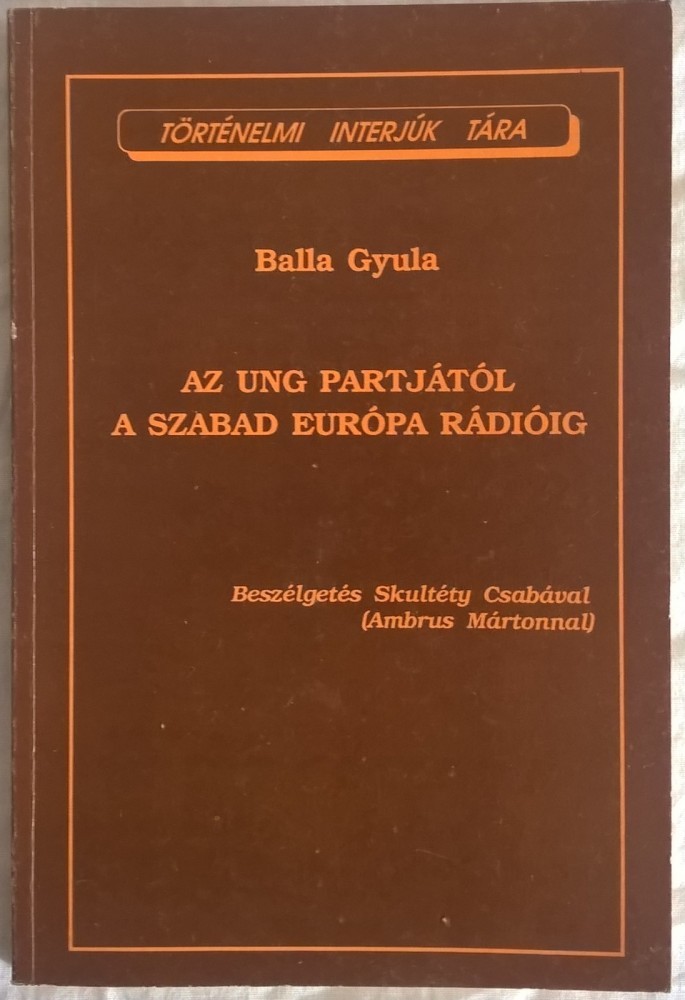 TÖRTÉNELMI INTERJÚK TÁRA
Balla Gyula
AZ UNG PARTJÁTÓL
A SZABAD EURÓPA RÁDIÓIG
Beszélgetés Skultéty Csabával
(Ambrus Mártonnal)